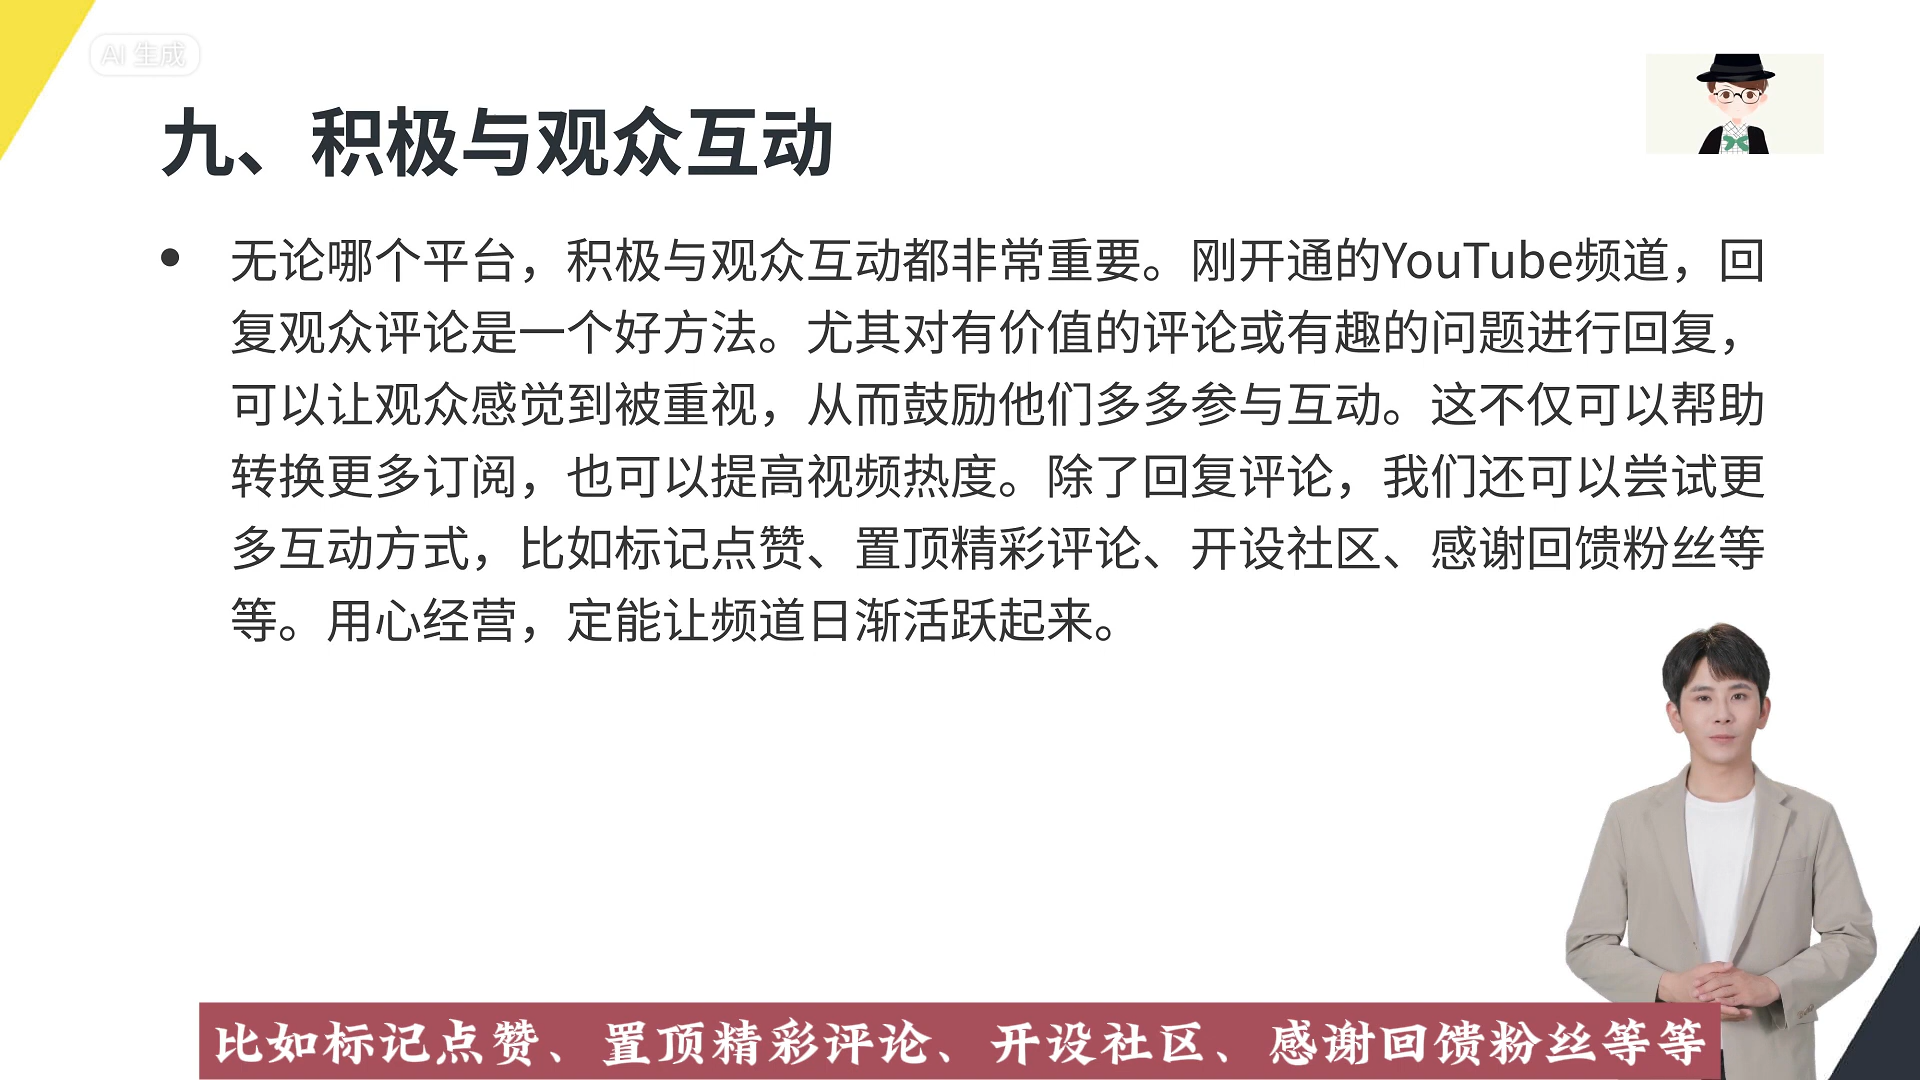 AI 生成
九、积极与观众互动
• 无论哪个平台，积极与观众互动都非常重要。刚开通的YouTube频道，回
复观众评论是一个好方法。尤其对有价值的评论或有趣的问题进行回复，
可以让观众感觉到被重视，从而鼓励他们多多参与互动。这不仅可以帮助
转换更多订阅，也可以提高视频热度。除了回复评论，我们还可以尝试更
多互动方式，比如标记点赞、置顶精彩评论、开设社区、感谢回馈粉丝等
等。用心经营，定能让频道日渐活跃起来。
比如标记点赞、置顶精彩评论、开设社区、感谢回馈粉丝等等